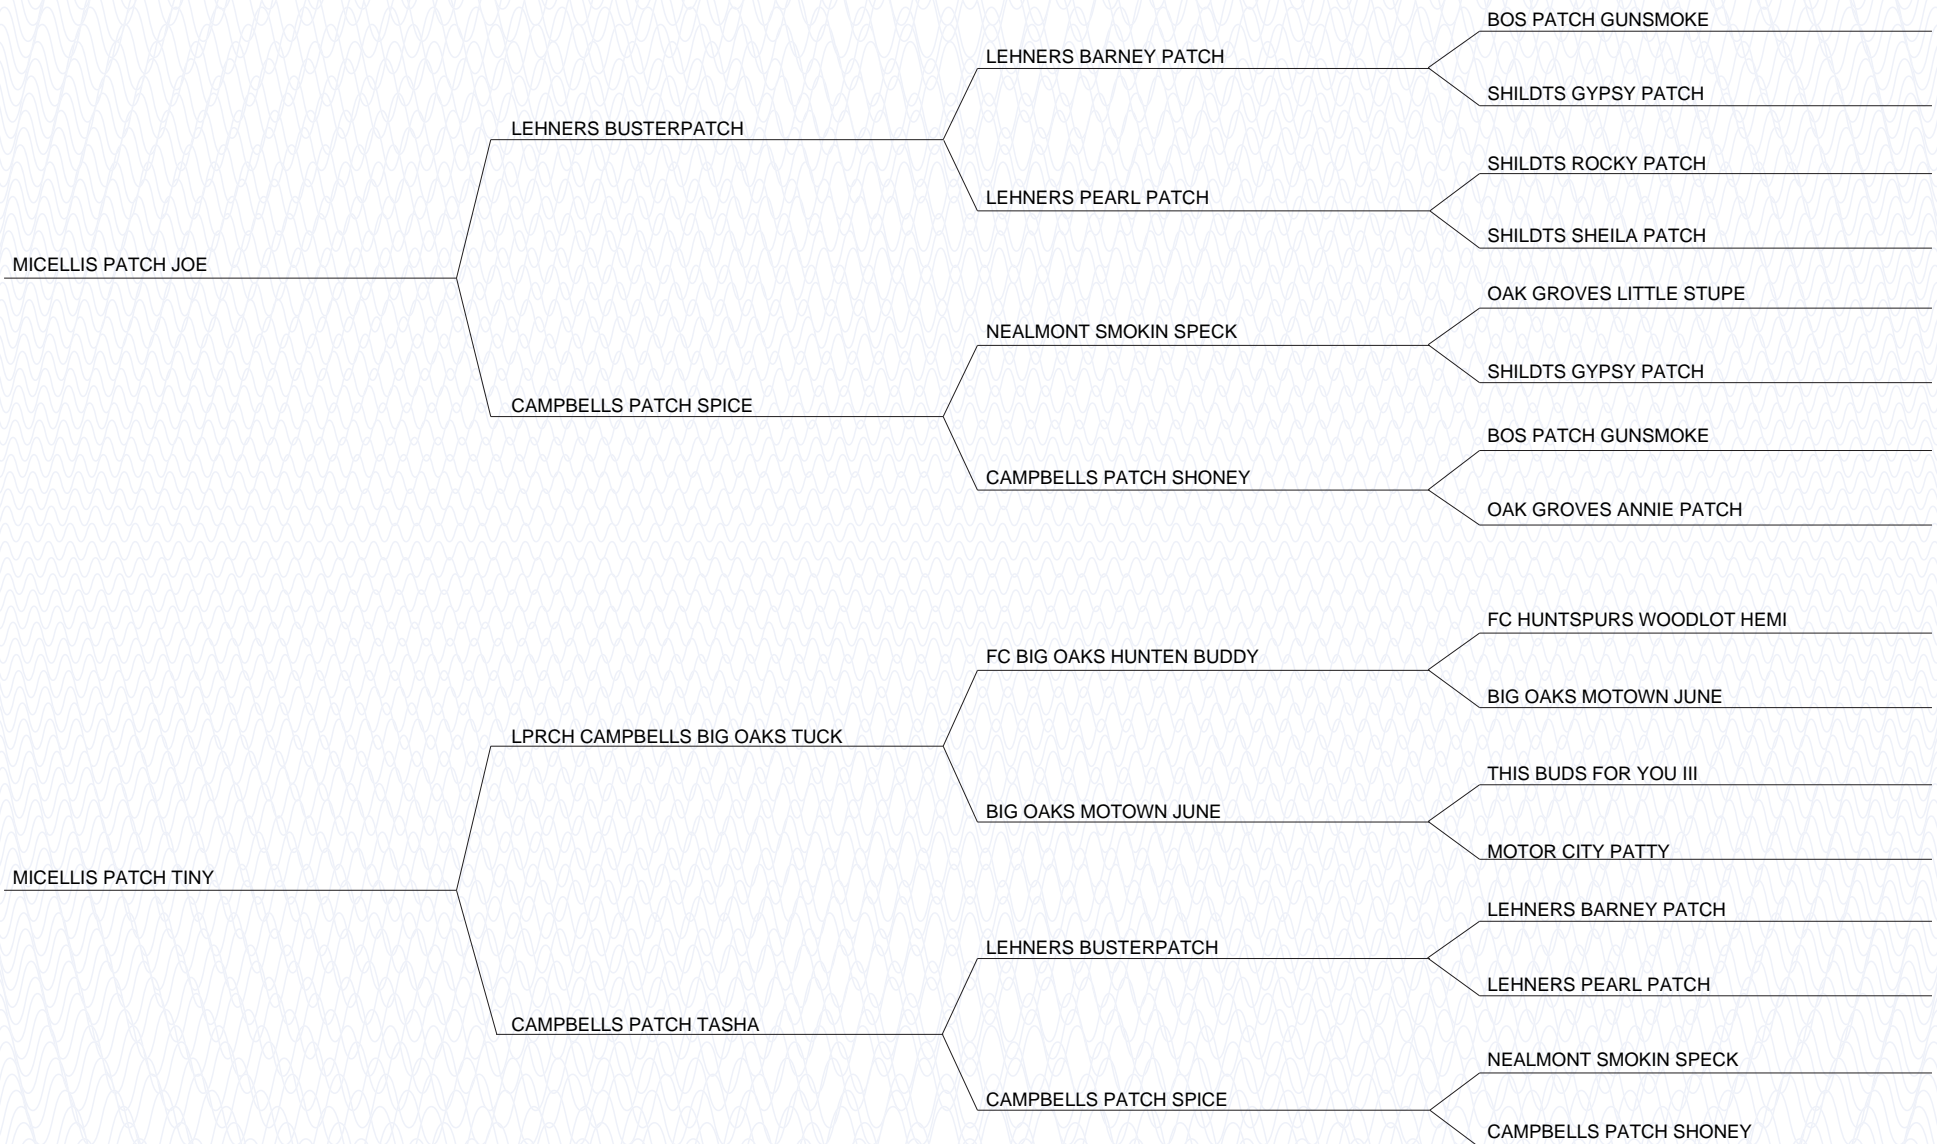 BOS PATCH GUNSMOKE
LEHNERS BARNEY PATCH
SHILDTS GYPSY PATCH
LEHNERS BUSTERPATCH
SHILDTS ROCKY PATCH
LEHNERS PEARL PATCH
SHILDTS SHEILA PATCH
MICELLIS PATCH JOE
OAK GROVES LITTLE STUPE
NEALMONT SMOKIN SPECK
SHILDTS GYPSY PATCH
CAMPBELLS PATCH SPICE
BOS PATCH GUNSMOKE
CAMPBELLS PATCH SHONEY
OAK GROVES ANNIE PATCH
FC HUNTSPURS WOODLOT HEMI
FC BIG OAKS HUNTEN BUDDY
BIG OAKS MOTOWN JUNE
LPRCH CAMPBELLS BIG OAKS TUCK
THIS BUDS FOR YOU III
BIG OAKS MOTOWN JUNE
MOTOR CITY PATTY
MICELLIS PATCH TINY
LEHNERS BARNEY PATCH
LEHNERS BUSTERPATCH
LEHNERS PEARL PATCH
CAMPBELLS PATCH TASHA
NEALMONT SMOKIN SPECK
CAMPBELLS PATCH SPICE
CAMPBELLS PATCH SHONEY